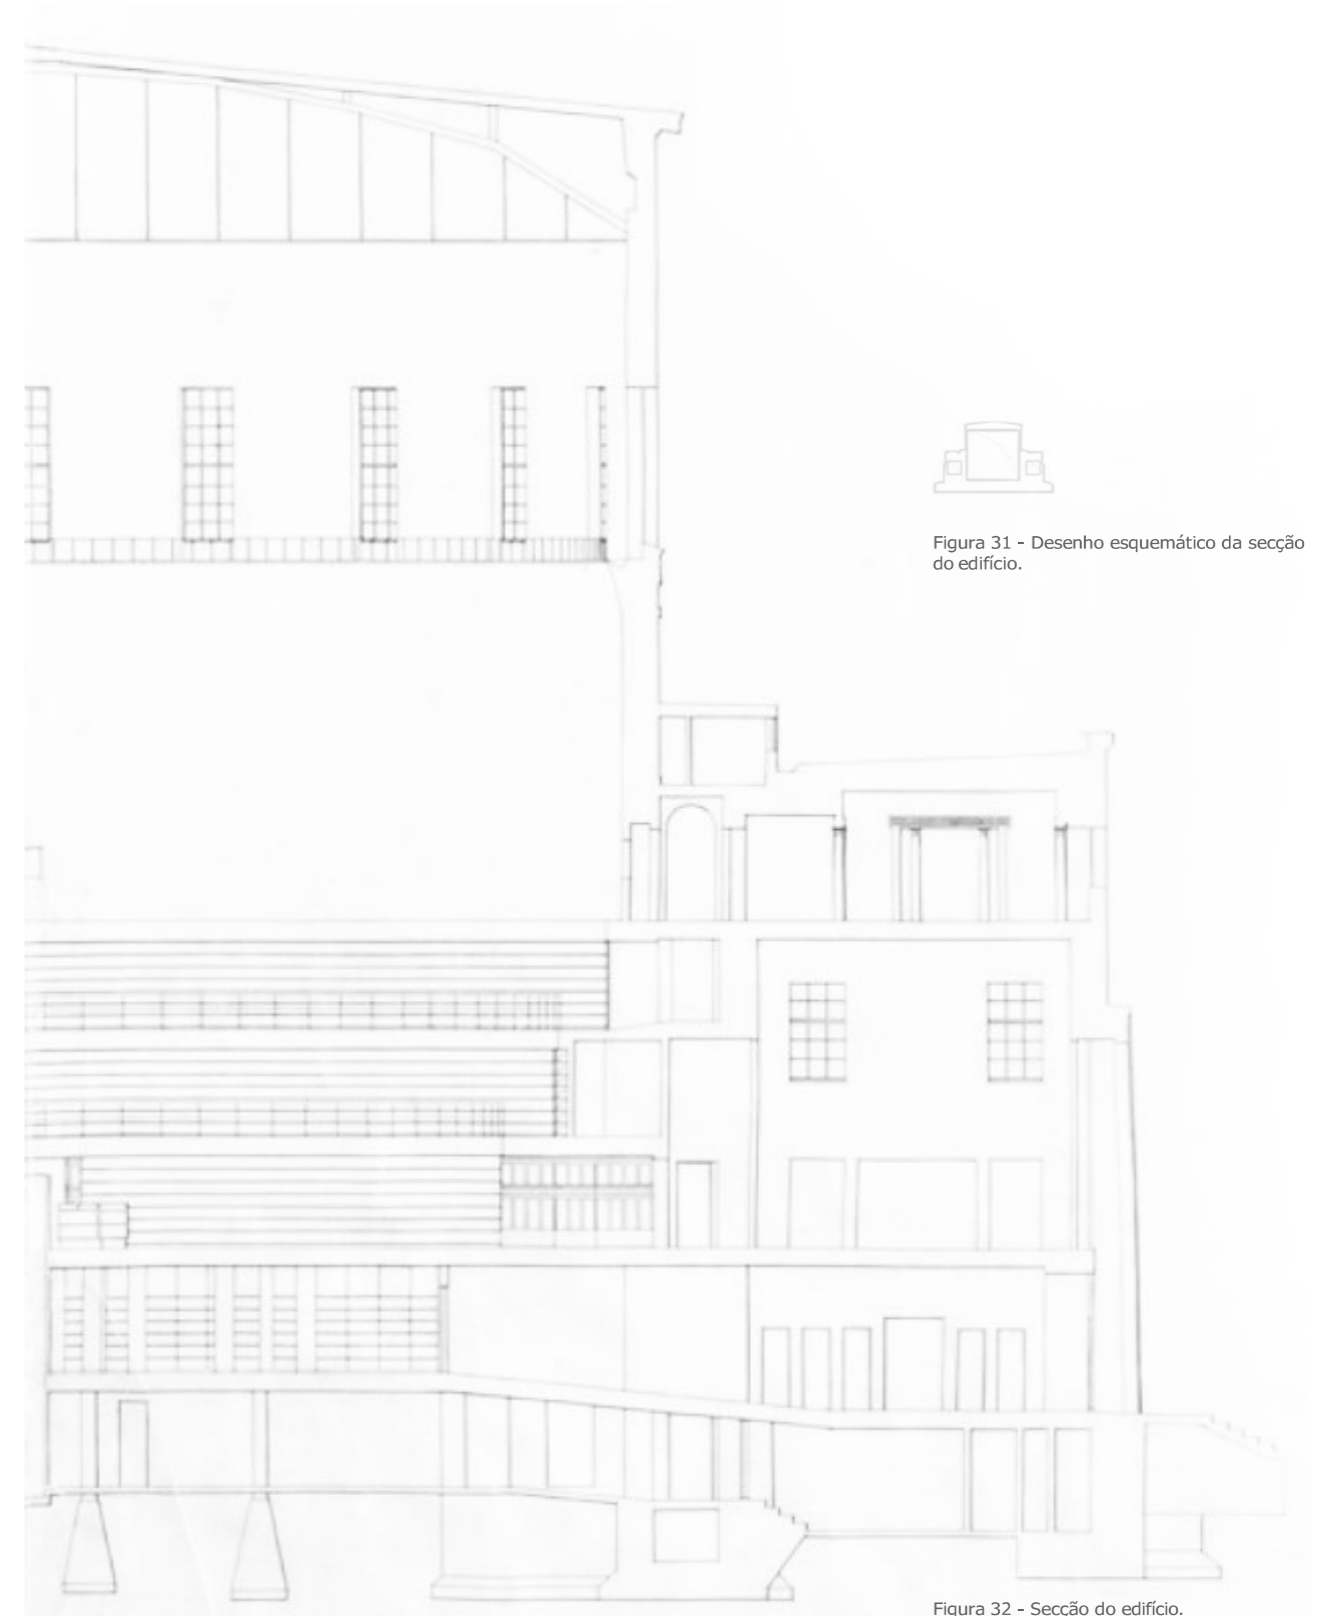 Figura 31 - Desenho esquemático da secção
do edifício.
Figura 32 - Secção do edifício.